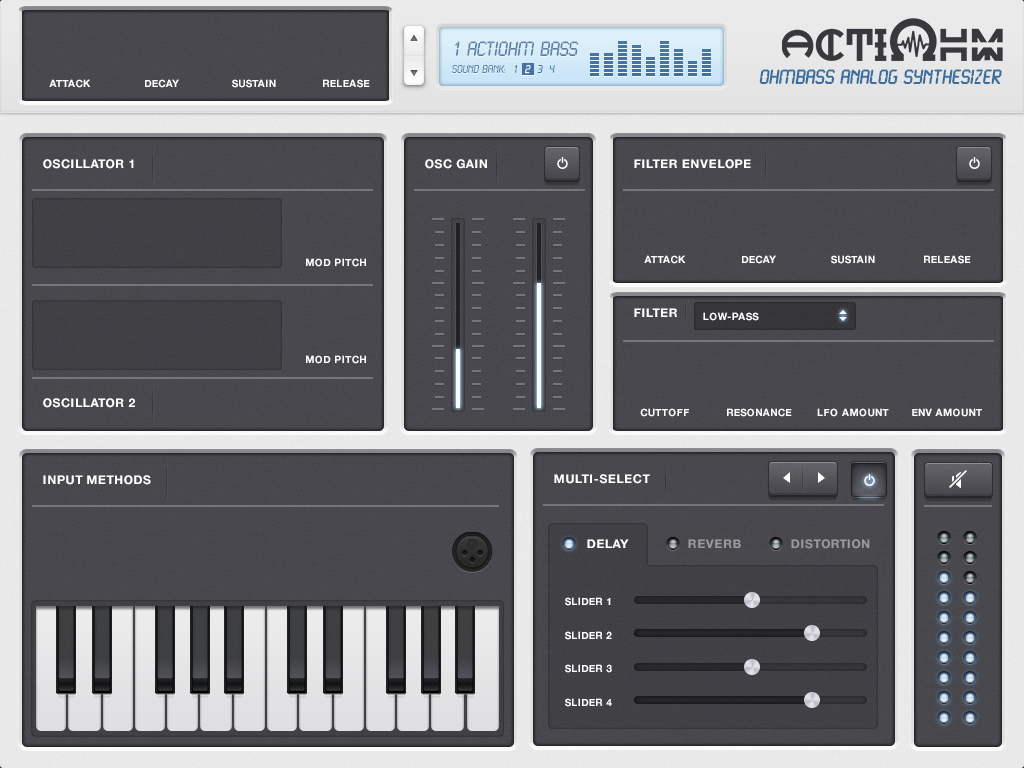 ATTACK DECAY SUSTAIN RELEASE
1 ACTIOHM BASS
SOUND BANK: 1 2 3 4
ACTIOHM
OHMBASS ANALOG SYNTHESIZER
OSCILLATOR 1
MOD PITCH
MOD PITCH
OSCILLATOR 2
OSC GAIN
FILTER ENVELOPE
ATTACK DECAY SUSTAIN RELEASE
FILTER LOW-PASS
CUTTOFF RESONANCE LFO AMOUNT ENV AMOUNT
INPUT METHODS
MULTI-SELECT
DELAY REVERB DISTORTION
SLIDER 1
SLIDER 2
SLIDER 3
SLIDER 4